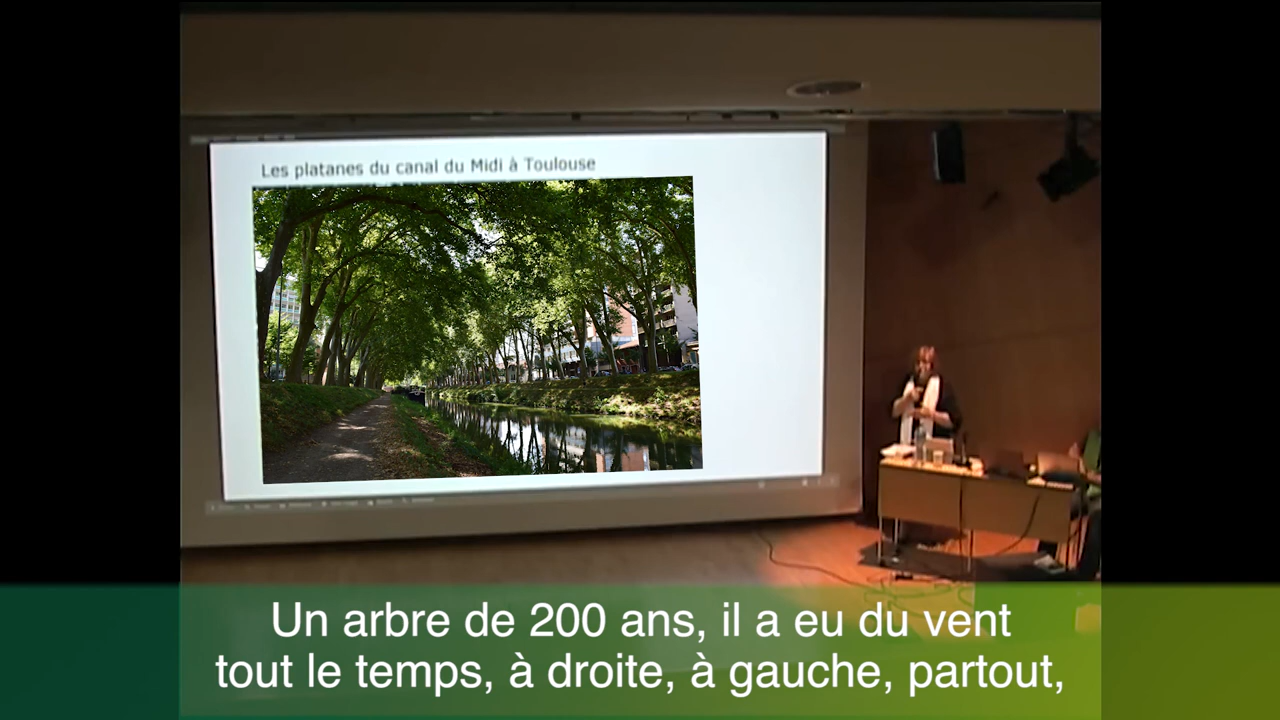 Les platanes du canal du Midi à Toulouse
Un arbre de 200 ans, il a eu du vent
tout le temps, à droite, à gauche, partout,